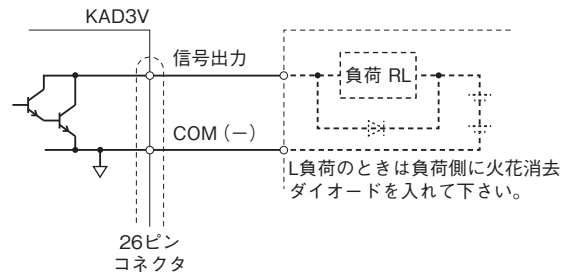 KAD3V
信号出力
負荷 RL
COM（－）
L負荷のときは負荷側に火花消去
ダイオードを入れて下さい。
26ピン
コネクタ